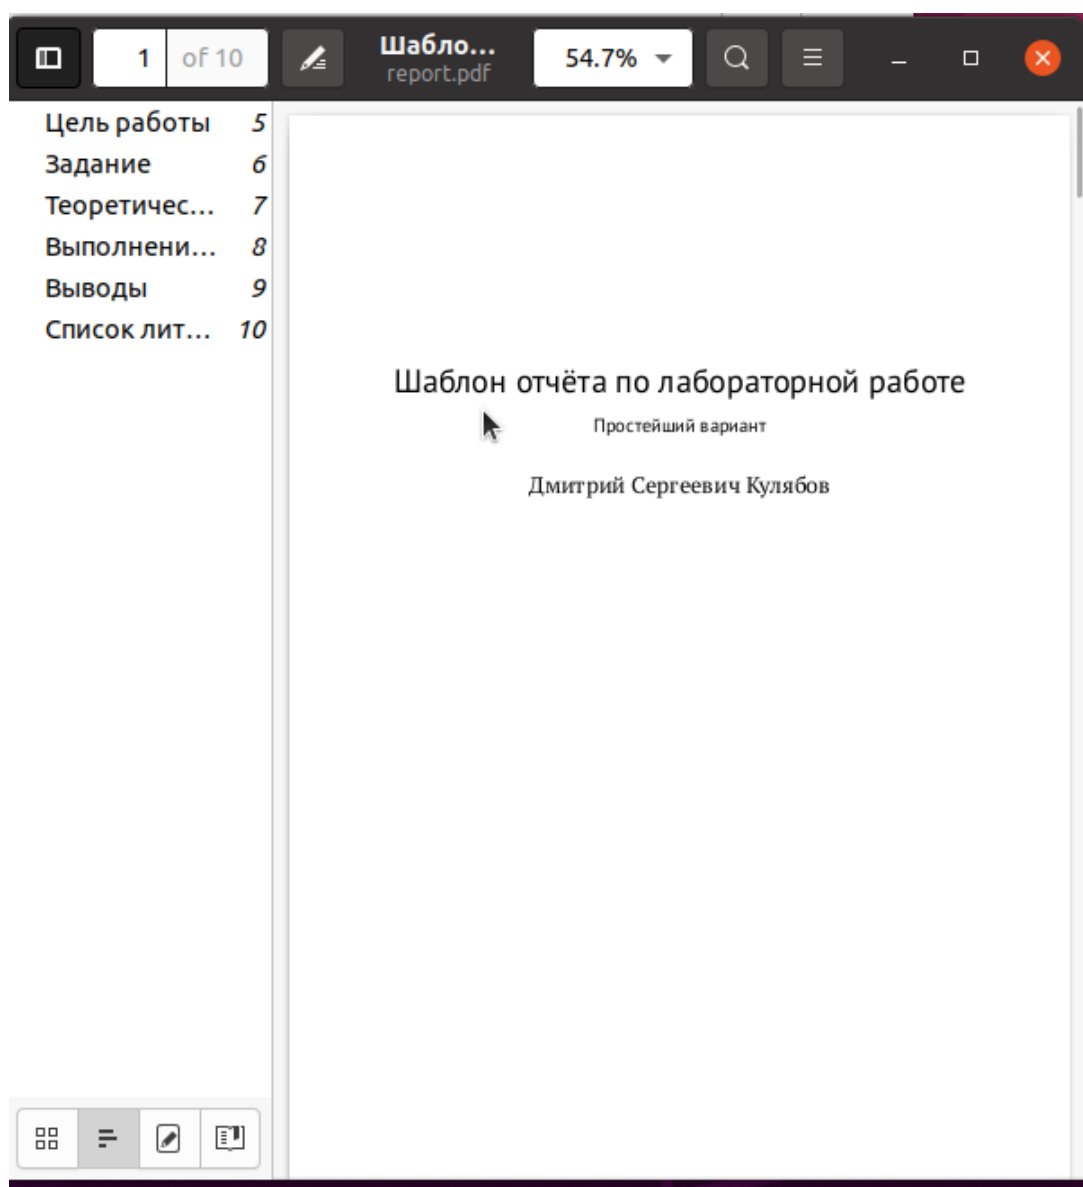 1 of 10 Шабло... 54.7%
report.pdf
Цель работы 5
Задание 6
Теоретичес... 7
Выполнени... 8
Выводы 9
Список лит... 10
Шаблон отчёта по лабораторной работе
Простейший вариант
Дмитрий Сергеевич Кулябов